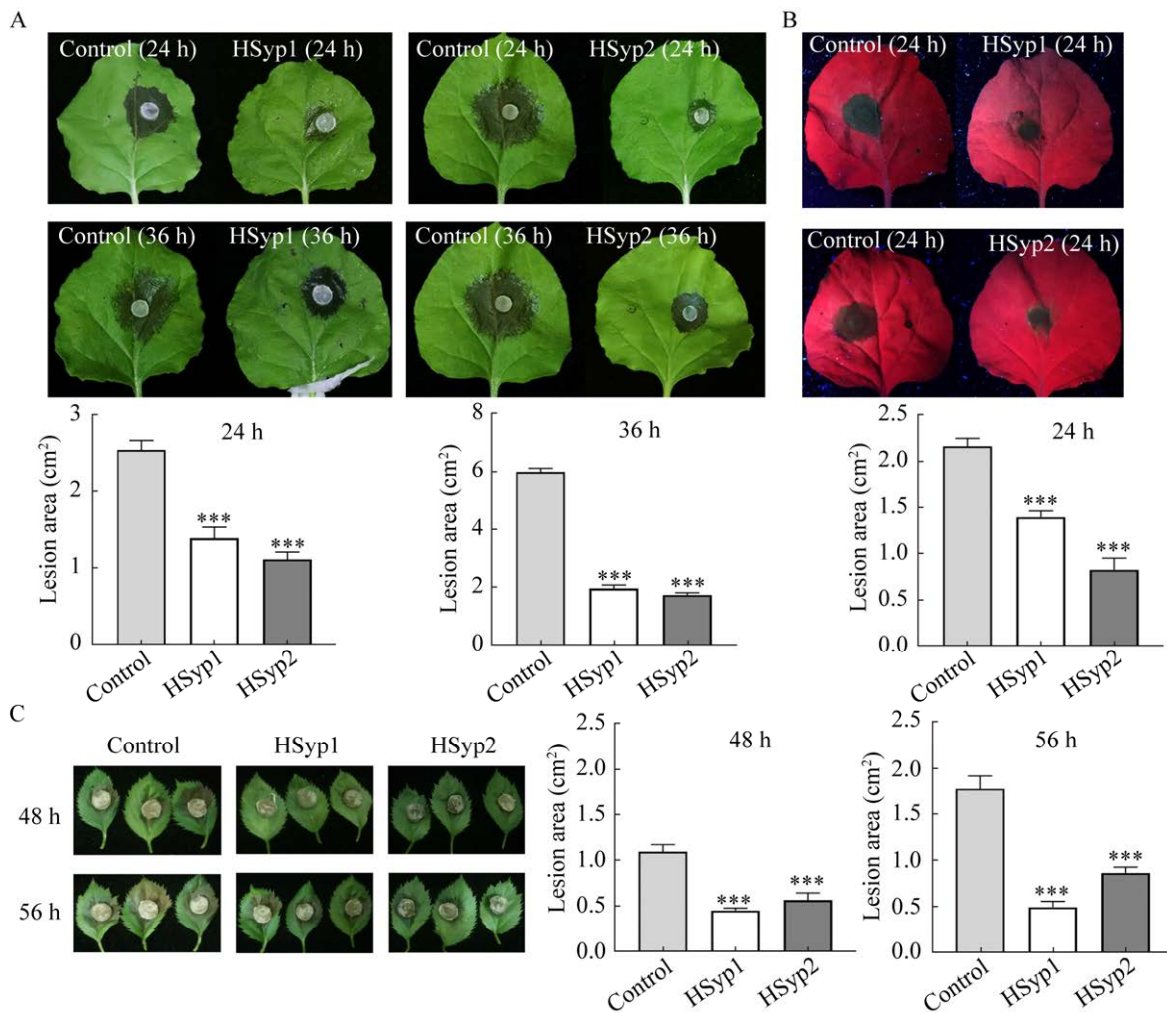 A
B
Control (24 h) HSyp1 (24 h) Control (24 h) HSyp2 (24 h)
Control (24 h) HSyp1 (24 h)
Control (36 h) HSyp1 (36 h) Control (36 h) HSyp2 (36 h)
Control (24 h) HSyp2 (24 h)
24 h
Lesion area (cm²)
3
2
1
0
***
***
Control
HSyp1
HSyp2
36 h
Lesion area (cm²)
8
6
4
2
0
***
***
Control
HSyp1
HSyp2
24 h
Lesion area (cm²)
2.5
2.0
1.5
1.0
0.5
0.0
***
***
Control
HSyp1
HSyp2
C
Control HSyp1 HSyp2
48 h
56 h
48 h
Lesion area (cm²)
2.5
2.0
1.5
1.0
0.5
0.0
***
***
Control
HSyp1
HSyp2
56 h
Lesion area (cm²)
2.5
2.0
1.5
1.0
0.5
0.0
***
***
Control
HSyp1
HSyp2